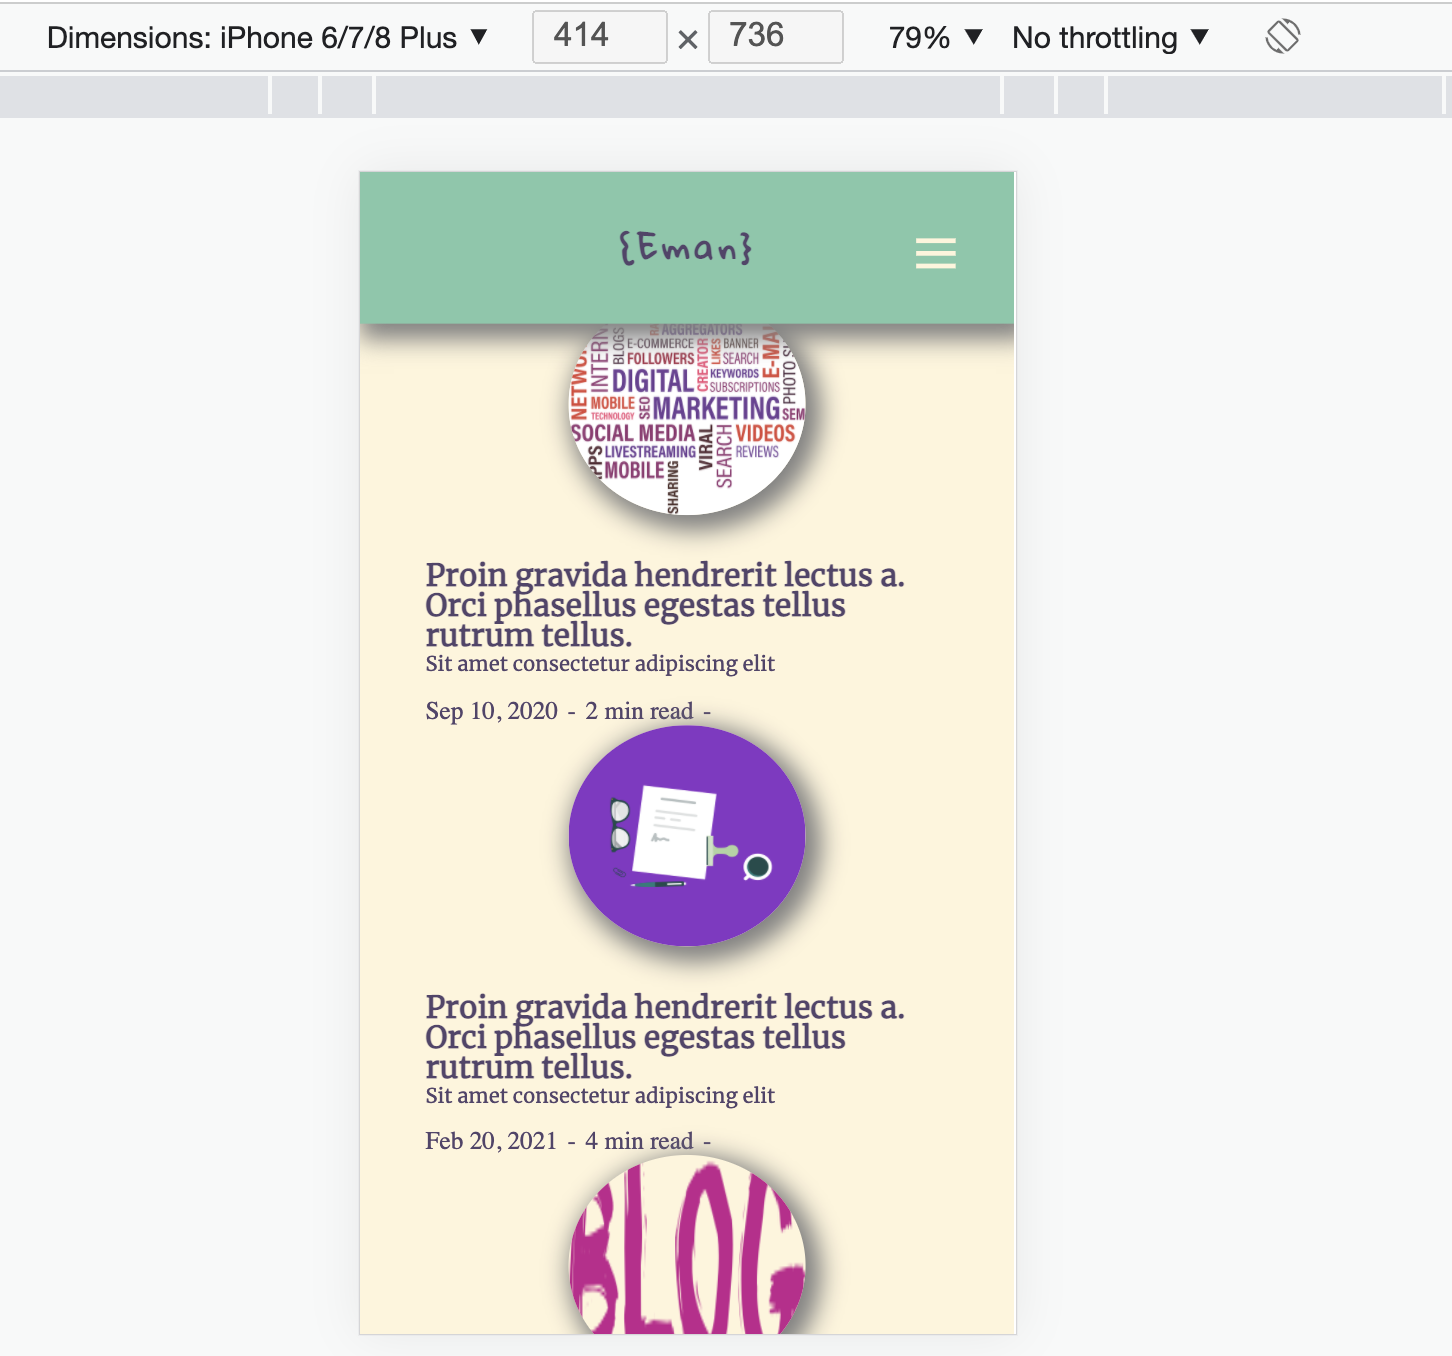 Dimensions: iPhone 6/7/8 Plus ▼ 414 × 736 79% ▼ No throttling ▼
{Eman}
AGGREGATORS
BLOGS
INTERN
E-COMMERCE
BANNER
FOLLOWERS
CREATOR
LIKES
SEARCH
E-MA
PHOTO S
DIGITAL
KEYWORDS
SUBSCRIPTIONS
NETWO
MOBILE
TECHNOLOGY
SEO
MARKETING
SEM
SOCIAL MEDIA
VIRAL
VIDEOS
PPS
LIVESTREAMING
SEARCH
REVIEWS
MOBILE
SHARING
Proin gravida hendrerit lectus a.
Orci phasellus egestas tellus
rutrum tellus.
Sit amet consectetur adipiscing elit
Sep 10, 2020 - 2 min read -
Proin gravida hendrerit lectus a.
Orci phasellus egestas tellus
rutrum tellus.
Sit amet consectetur adipiscing elit
Feb 20, 2021 - 4 min read -
BLOG